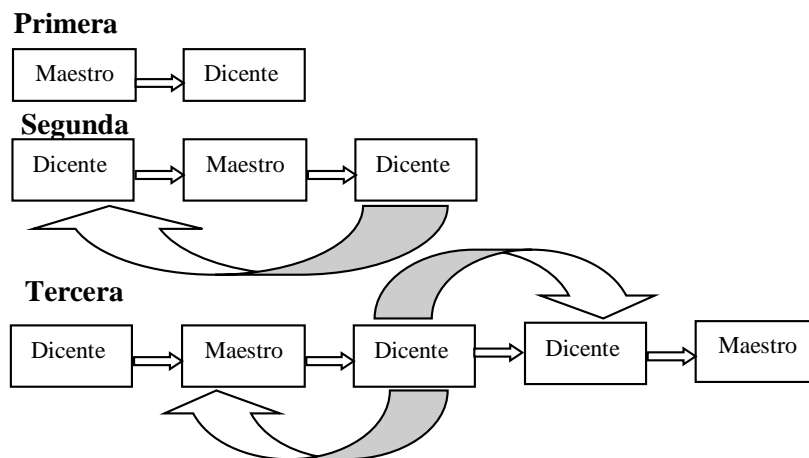 Primera
Maestro Dicente
Segunda
Dicente Maestro Dicente
Tercera
Dicente Maestro Dicente Dicente Maestro